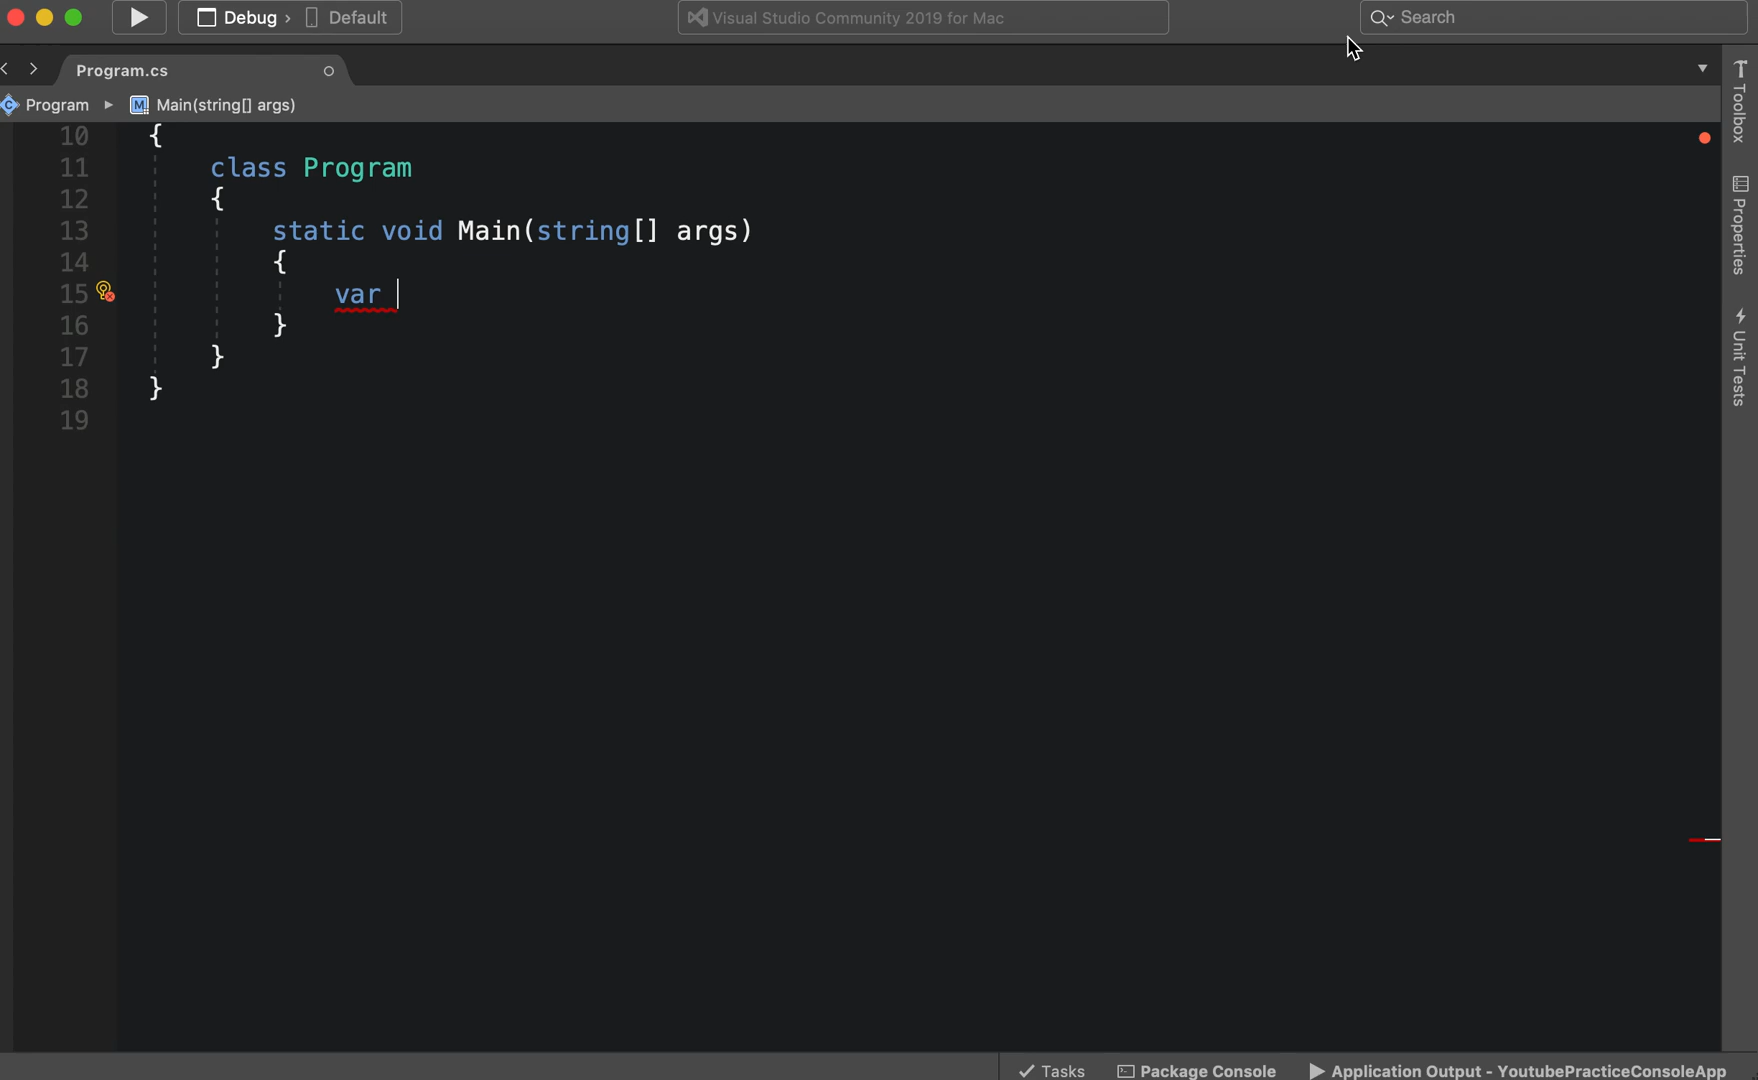 Debug › Default
Visual Studio Community 2019 for Mac
Search
Program.cs
Program ▸ M Main(string[] args)
10 {
11 class Program
12 {
13 static void Main(string[] args)
14 {
15 var
16 }
17 }
18 }
19
Toolbox
Properties
Unit Tests
Tasks Package Console Application Output - YoutubePracticeConsoleApp